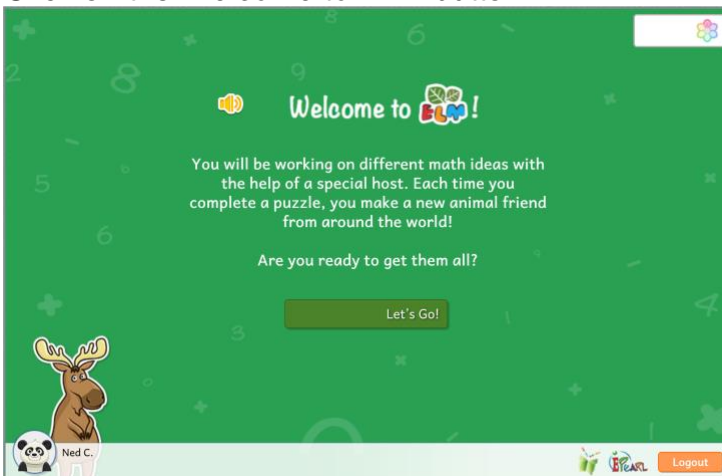 Welcome to ELM!
You will be working on different math ideas with
the help of a special host. Each time you
complete a puzzle, you make a new animal friend
from around the world!
Are you ready to get them all?
Let's Go!
Ned C.
EPEARL
Logout